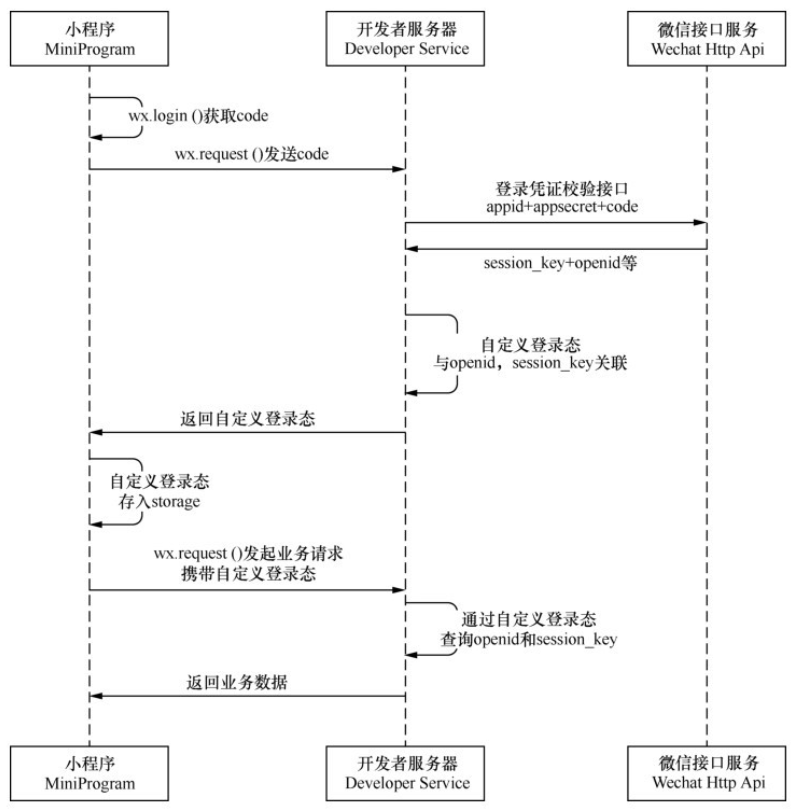 小程序
MiniProgram
开发者服务器
Developer Service
微信接口服务
Wechat Http Api
wx.login ()获取code
wx.request ()发送code
登录凭证校验接口
appid+appsecret+code
session_key+openid等
自定义登录态
与openid，session_key关联
返回自定义登录态
自定义登录态
存入storage
wx.request ()发起业务请求
携带自定义登录态
通过自定义登录态
查询openid和session_key
返回业务数据
小程序
MiniProgram
开发者服务器
Developer Service
微信接口服务
Wechat Http Api